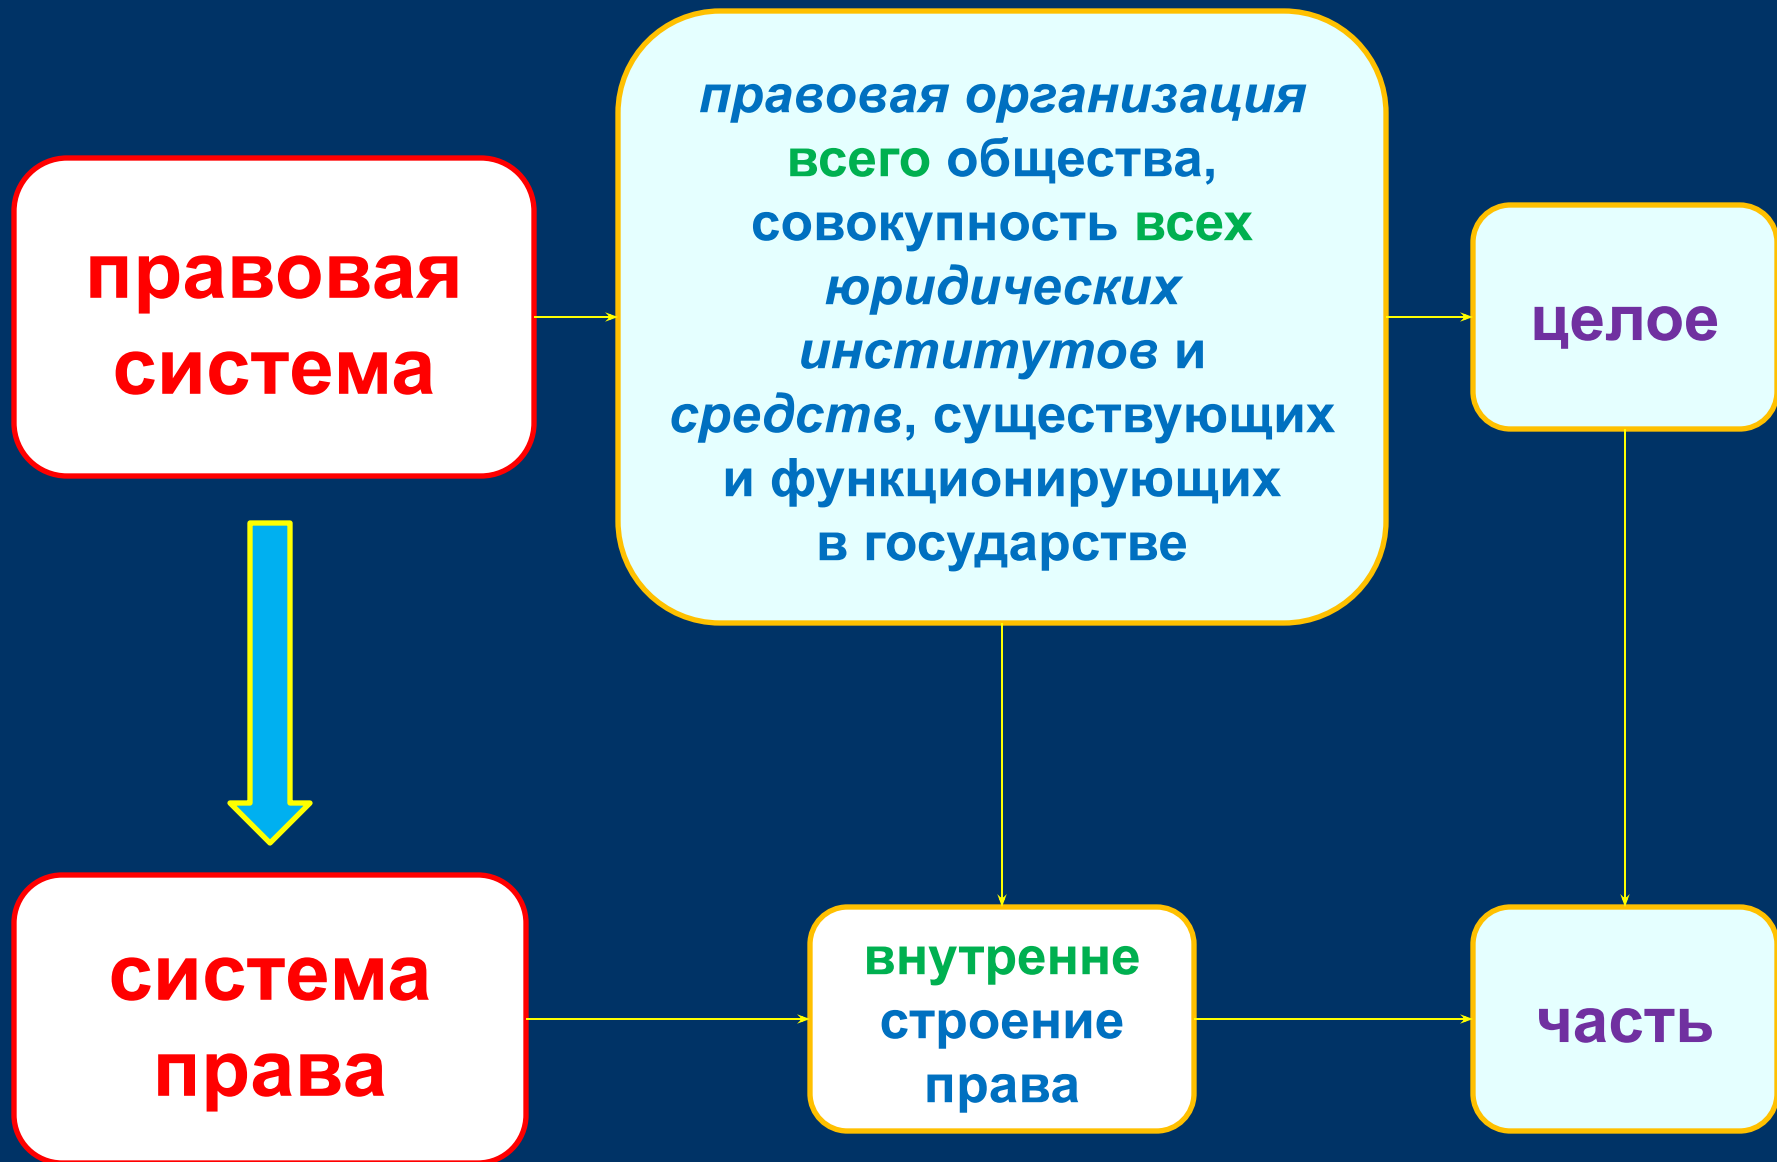 правовая
система
правовая организация
всего общества,
совокупность всех
юридических
институтов и
средств, существующих
и функционирующих
в государстве
целое
система
права
внутренне
строение
права
часть